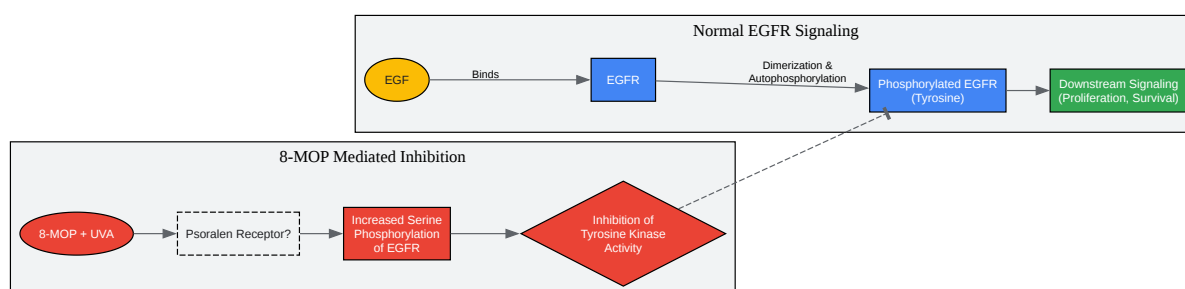 Normal EGFR Signaling
EGF
Binds
EGFR
Dimerization &
Autophosphorylation
Phosphorylated EGFR
(Tyrosine)
Downstream Signaling
(Proliferation, Survival)
8-MOP Mediated Inhibition
8-MOP + UVA
Psoralen Receptor?
Increased Serine
Phosphorylation
of EGFR
Inhibition of
Tyrosine Kinase
Activity